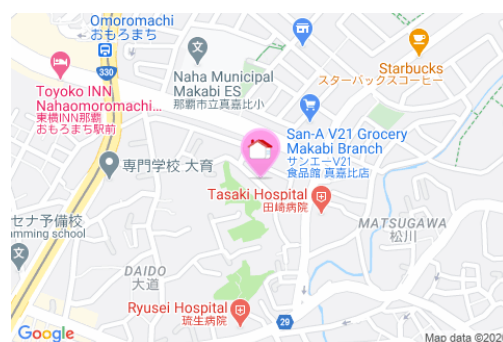 Omoromachi
おもろまち
330
Toyoko INN
Nahaomoromachi...
東横INN那覇
おもろまち駅前
Naha Municipal
Makabi ES
那覇市立真嘉比小
Starbucks
スターバックスコーヒー
San-A V21 Grocery
Makabi Branch
サンエーV21
食品館 真嘉比店
専門学校 大育
Tasaki Hospital
田崎病院
MATSUGAWA
松川
セナ予備校
amming school)
DAIDO
大道
Ryusei Hospital
琉生病院
29
Google
Map data ©202